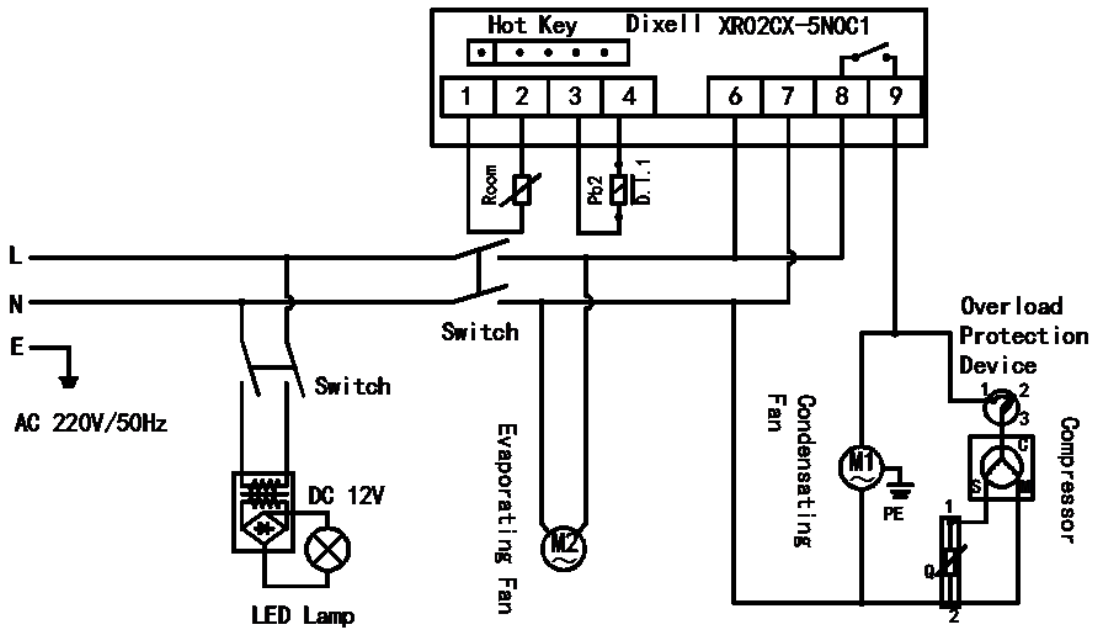 Hot Key Dixell XR02CX-5N0C1
1 2 3 4 6 7 8 9
Room
Pb2
D.I.1
L
N
E
AC 220V/50Hz
Switch
Switch
DC 12V
LED Lamp
Evaporating Fan
M2
~
Condensating
Fan
M1
~
PE
Overload
Protection
Device
1 2
3
C
S M
Compressor
1
Q
2